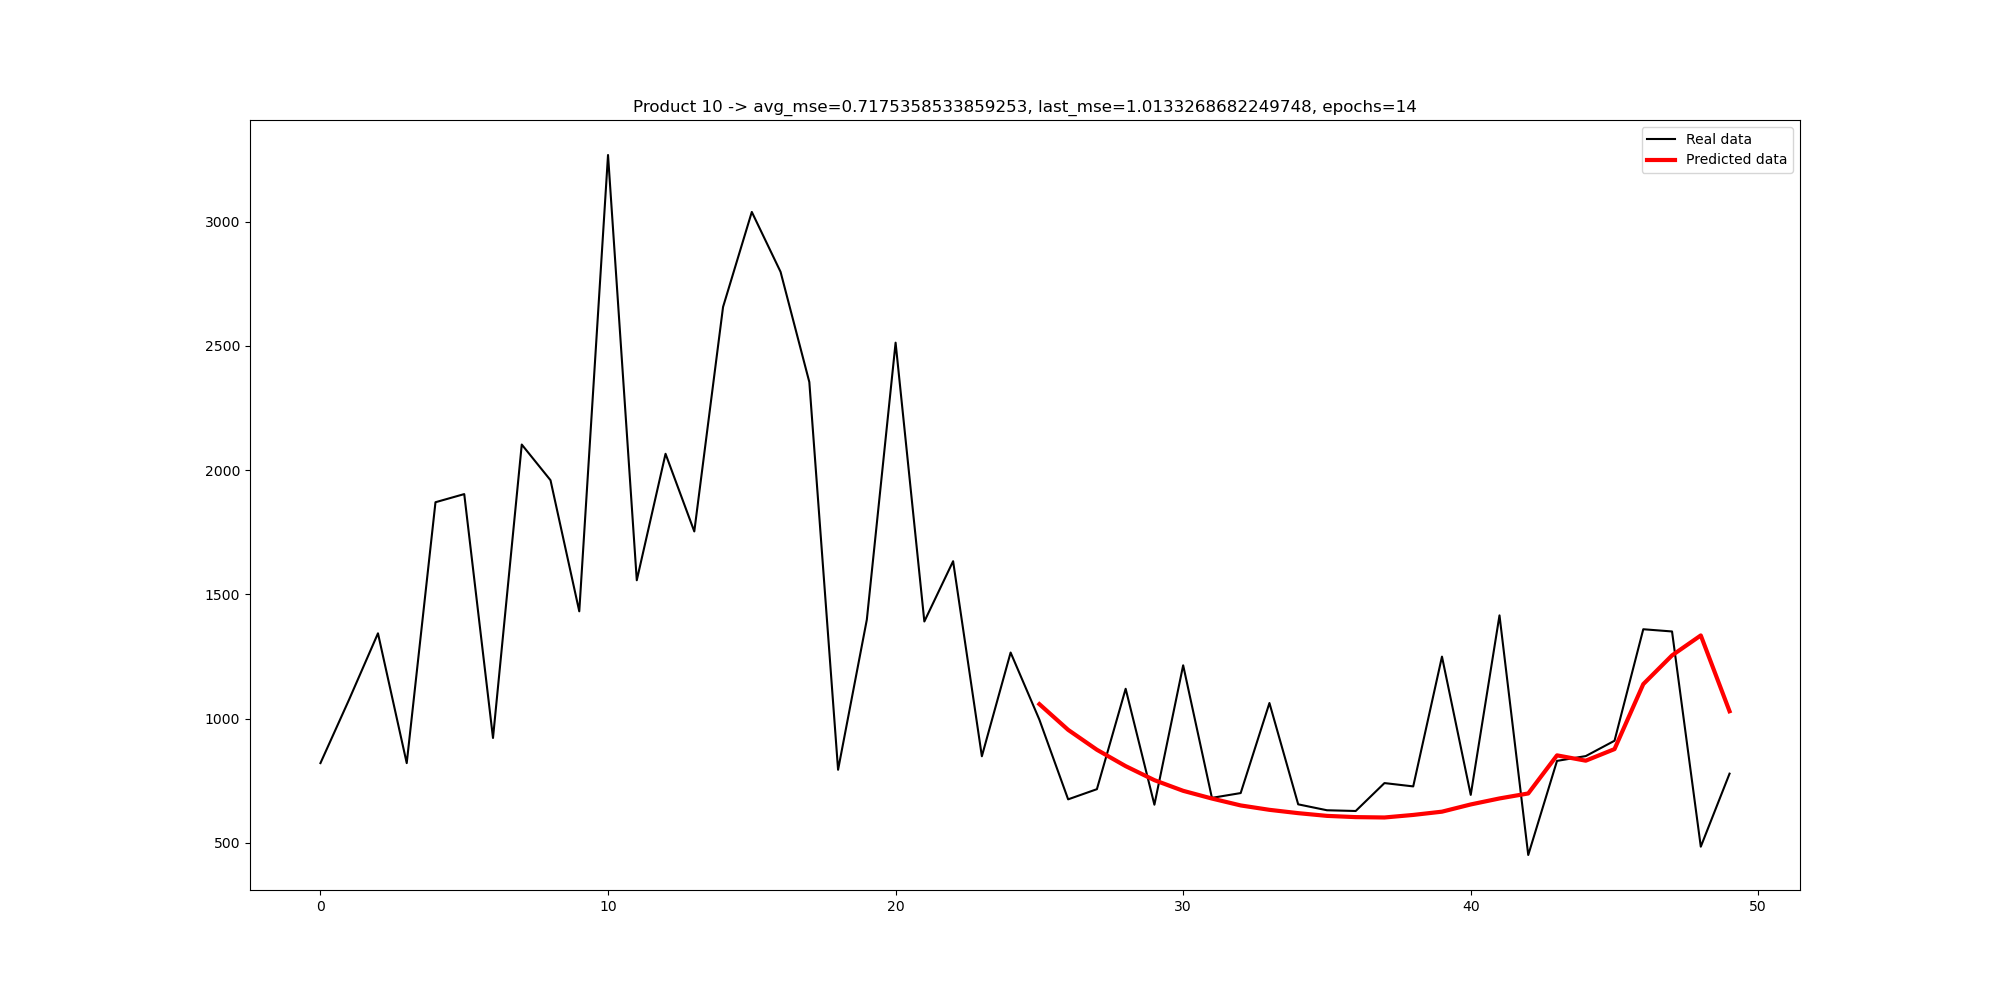 Product 10 -> avg_mse=0.7175358533859253, last_mse=1.0133268682249748, epochs=14
Real data
Predicted data
3000
2500
2000
1500
1000
500
0 10 20 30 40 50